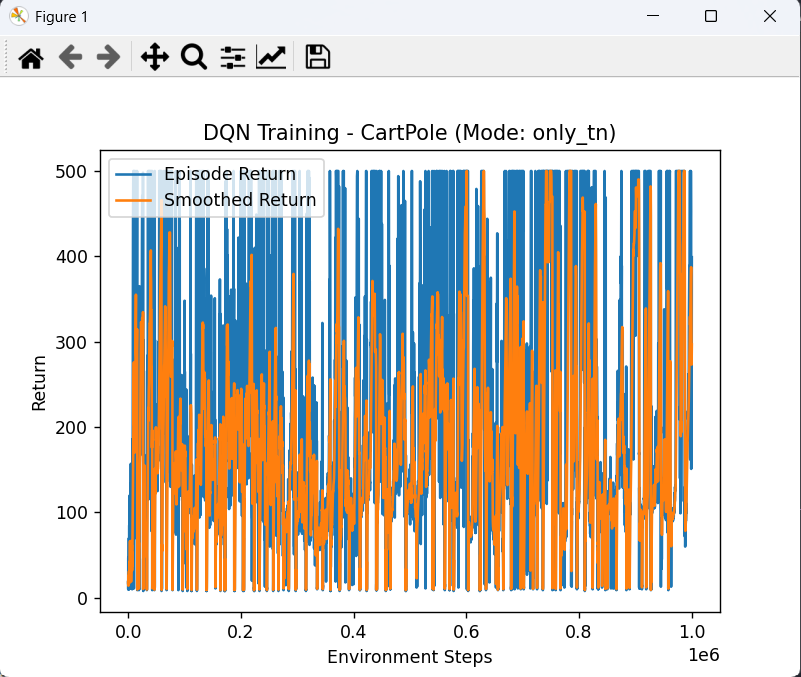 Figure 1
DQN Training - CartPole (Mode: only_tn)
Episode Return
Smoothed Return
500
400
300
200
100
0
Return
0.0 0.2 0.4 0.6 0.8 1.0
1e6
Environment Steps